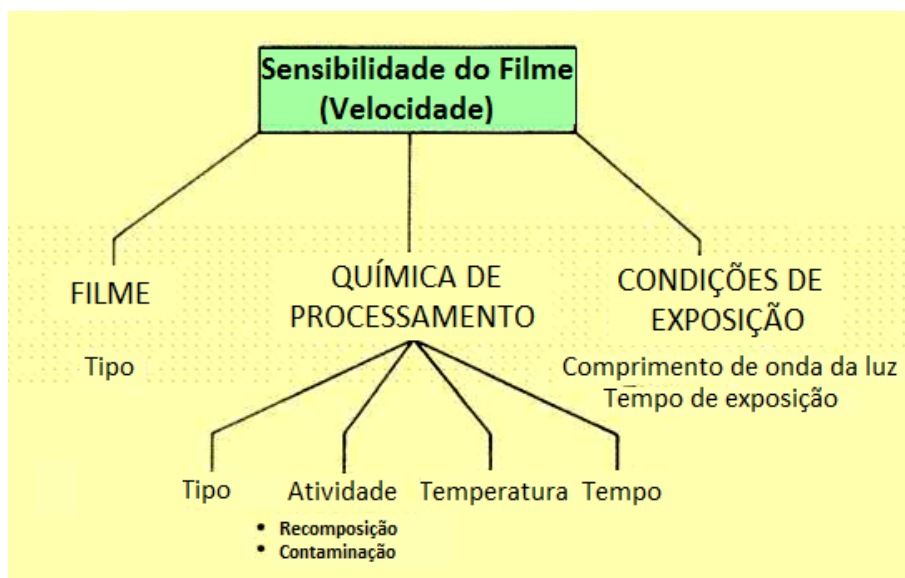 Sensibilidade do Filme
(Velocidade)
FILME
QUÍMICA DE
PROCESSAMENTO
CONDIÇÕES DE
EXPOSIÇÃO
Tipo
Comprimento de onda da luz
Tempo de exposição
Tipo
Atividade
Temperatura
Tempo
• Recomposição
• Contaminação